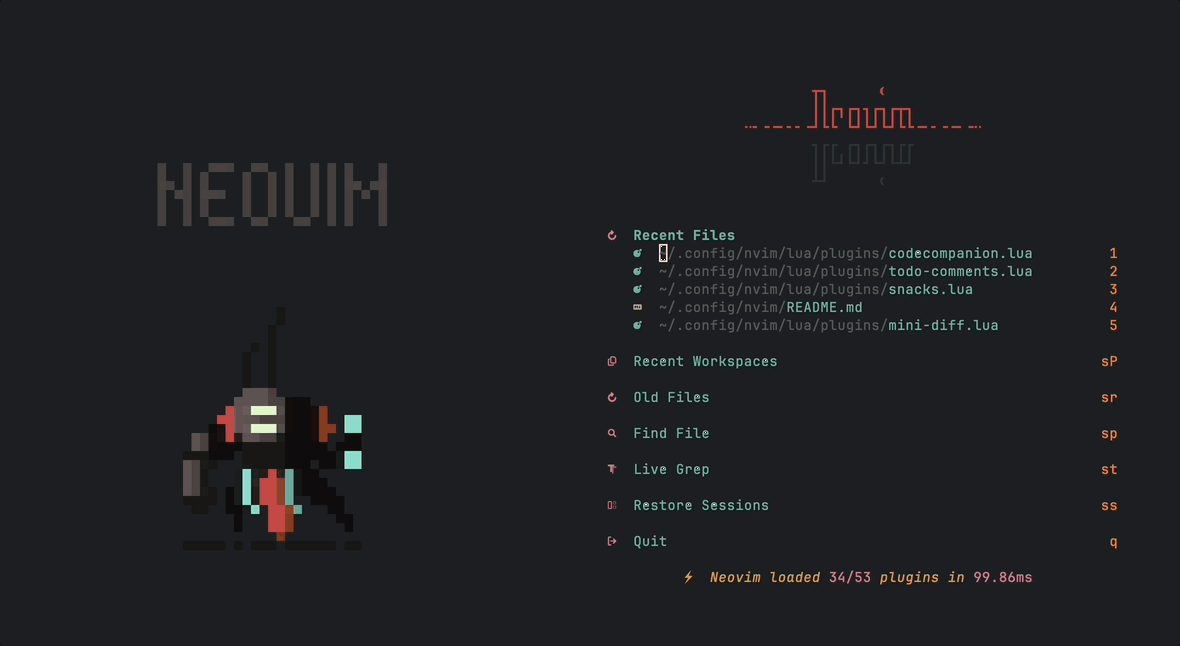 NEOVIM
Neovim
Recent Files
~/.config/nvim/lua/plugins/codecompanion.lua 1
~/.config/nvim/lua/plugins/todo-comments.lua 2
~/.config/nvim/lua/plugins/snacks.lua 3
~/.config/nvim/README.md 4
~/.config/nvim/lua/plugins/mini-diff.lua 5
Recent Workspaces sP
Old Files sr
Find File sp
Live Grep st
Restore Sessions ss
Quit q
Neovim loaded 34/53 plugins in 99.86ms